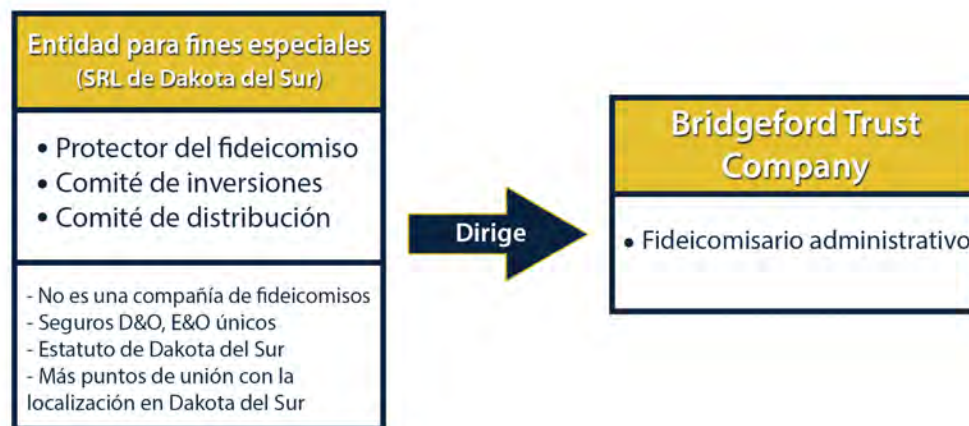 Entidad para fines especiales
(SRL de Dakota del Sur)
• Protector del fideicomiso
• Comité de inversiones
• Comité de distribución
- No es una compañía de fideicomisos
- Seguros D&O, E&O únicos
- Estatuto de Dakota del Sur
- Más puntos de unión con la
localización en Dakota del Sur
Dirige
Bridgeford Trust
Company
• Fideicomisario administrativo